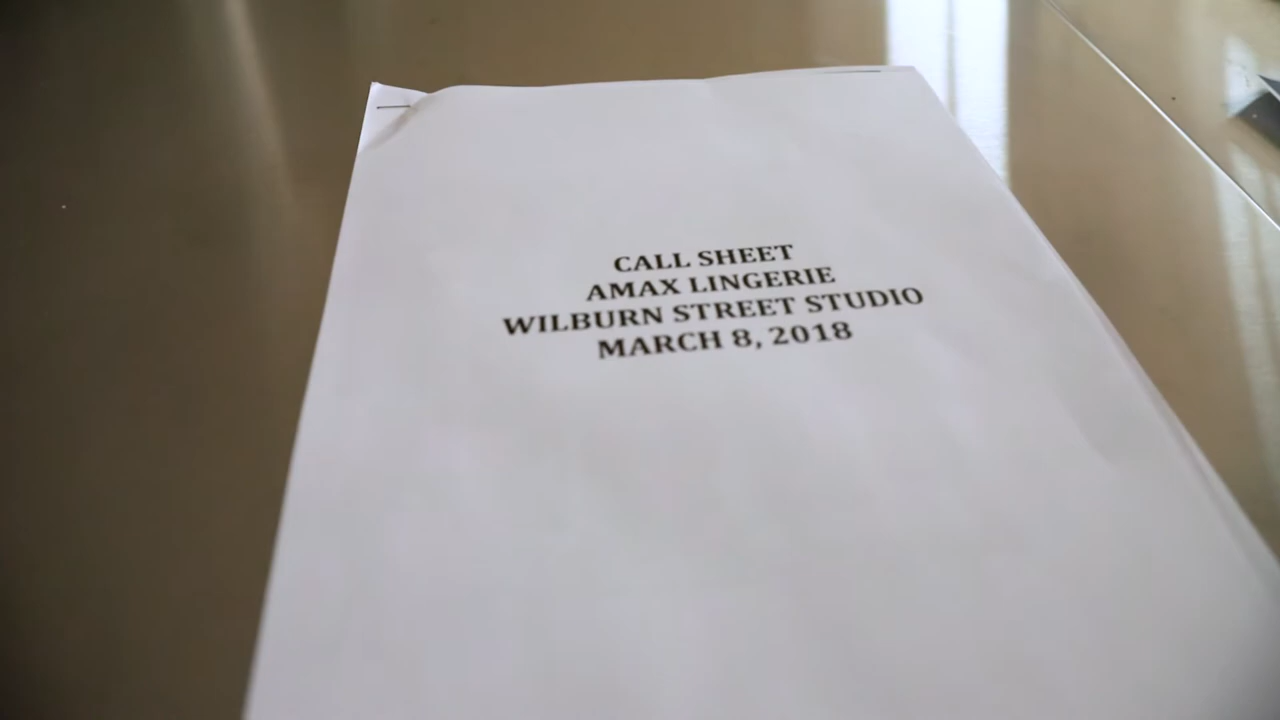 CALL SHEET
AMAX LINGERIE
WILBURN STREET STUDIO
MARCH 8, 2018